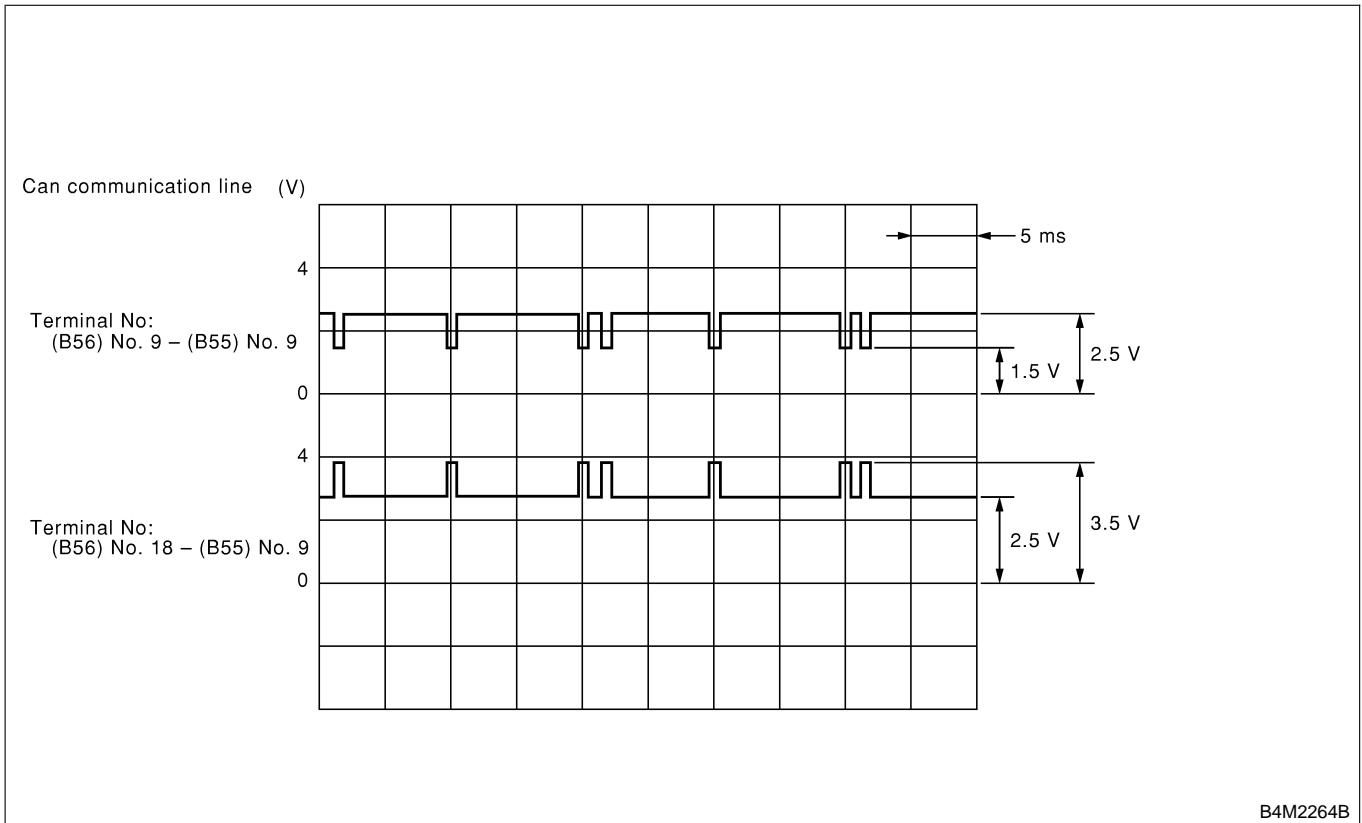 Can communication line (V)
5 ms
4
Terminal No:
(B56) No. 9 – (B55) No. 9
2.5 V
1.5 V
0
4
3.5 V
Terminal No:
(B56) No. 18 – (B55) No. 9
2.5 V
0
B4M2264B